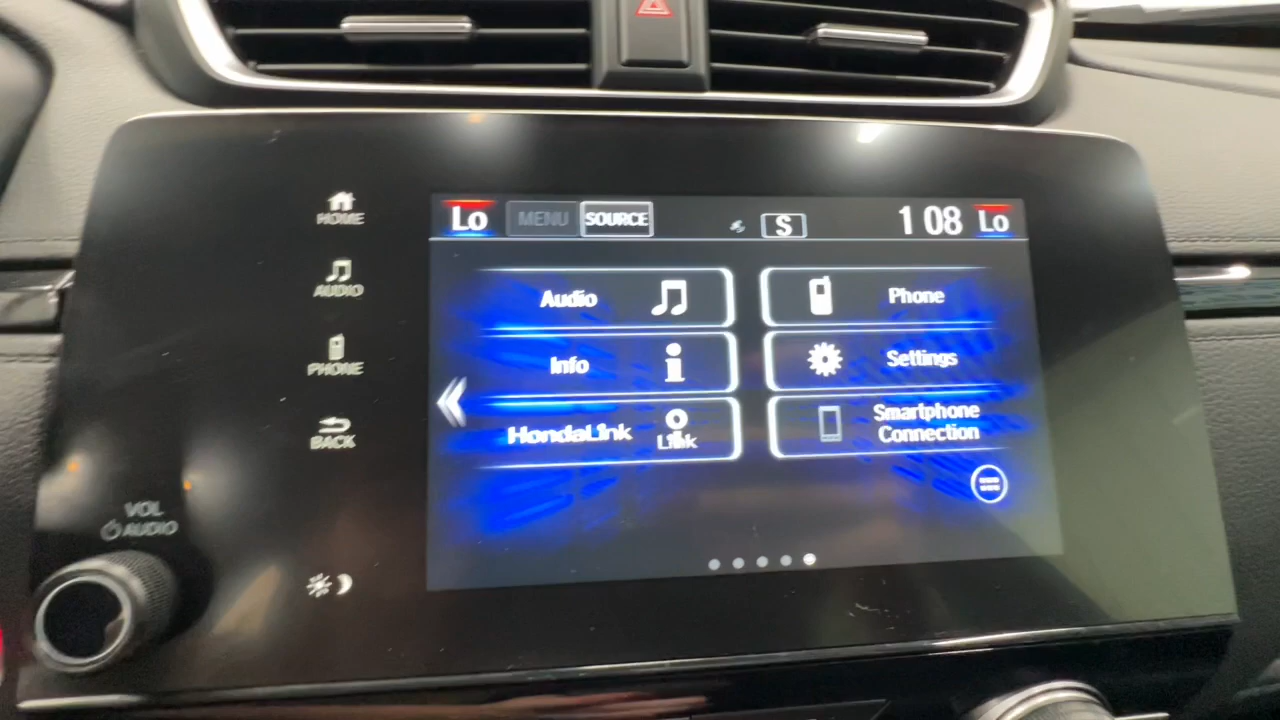 HOME
AUDIO
PHONE
BACK
VOL
AUDIO
Lo MENU SOURCE S 1 08 Lo
Audio
Phone
Info
Settings
HondaLink
Link
Smartphone
Connection